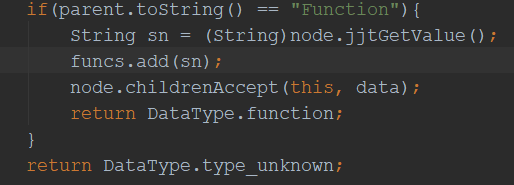 if(parent.toString() == "Function"){
    String sn = (String)node.jjtGetValue();
    funcs.add(sn);
    node.childrenAccept(this, data);
    return DataType.function;
}
return DataType.type_unknown;